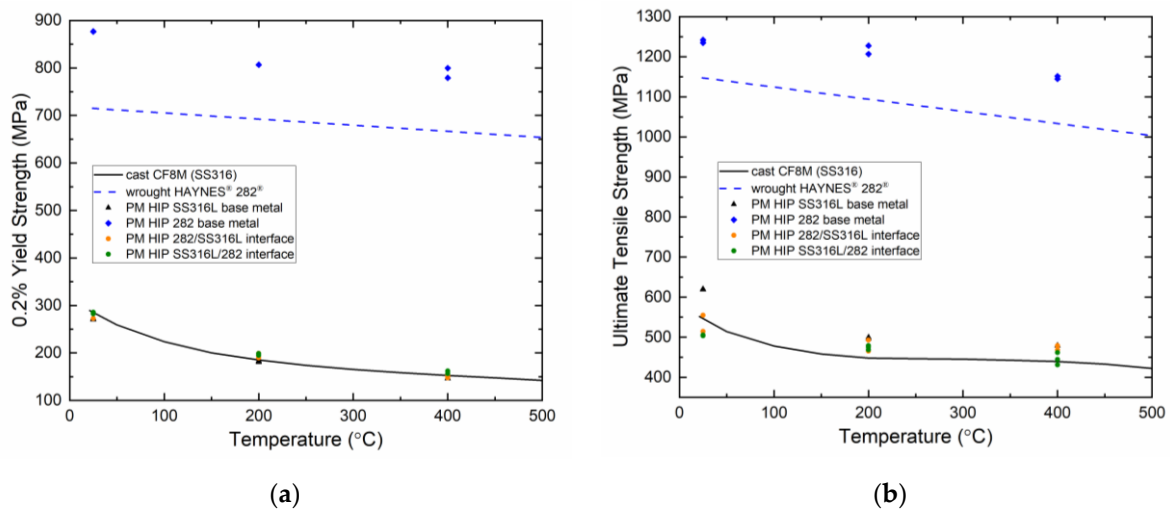 900
800
700
600
500
400
300
200
100
0.2% Yield Strength (MPa)
cast CF8M (SS316)
wrought HAYNES® 282®
PM HIP SS316L base metal
PM HIP 282 base metal
PM HIP 282/SS316L interface
PM HIP SS316L/282 interface
0 100 200 300 400 500
Temperature (°C)
(a)
1300
1200
1100
1000
900
800
700
600
500
400
Ultimate Tensile Strength (MPa)
cast CF8M (SS316)
wrought HAYNES® 282®
PM HIP SS316L base metal
PM HIP 282 base metal
PM HIP 282/SS316L interface
PM HIP SS316L/282 interface
0 100 200 300 400 500
Temperature (°C)
(b)